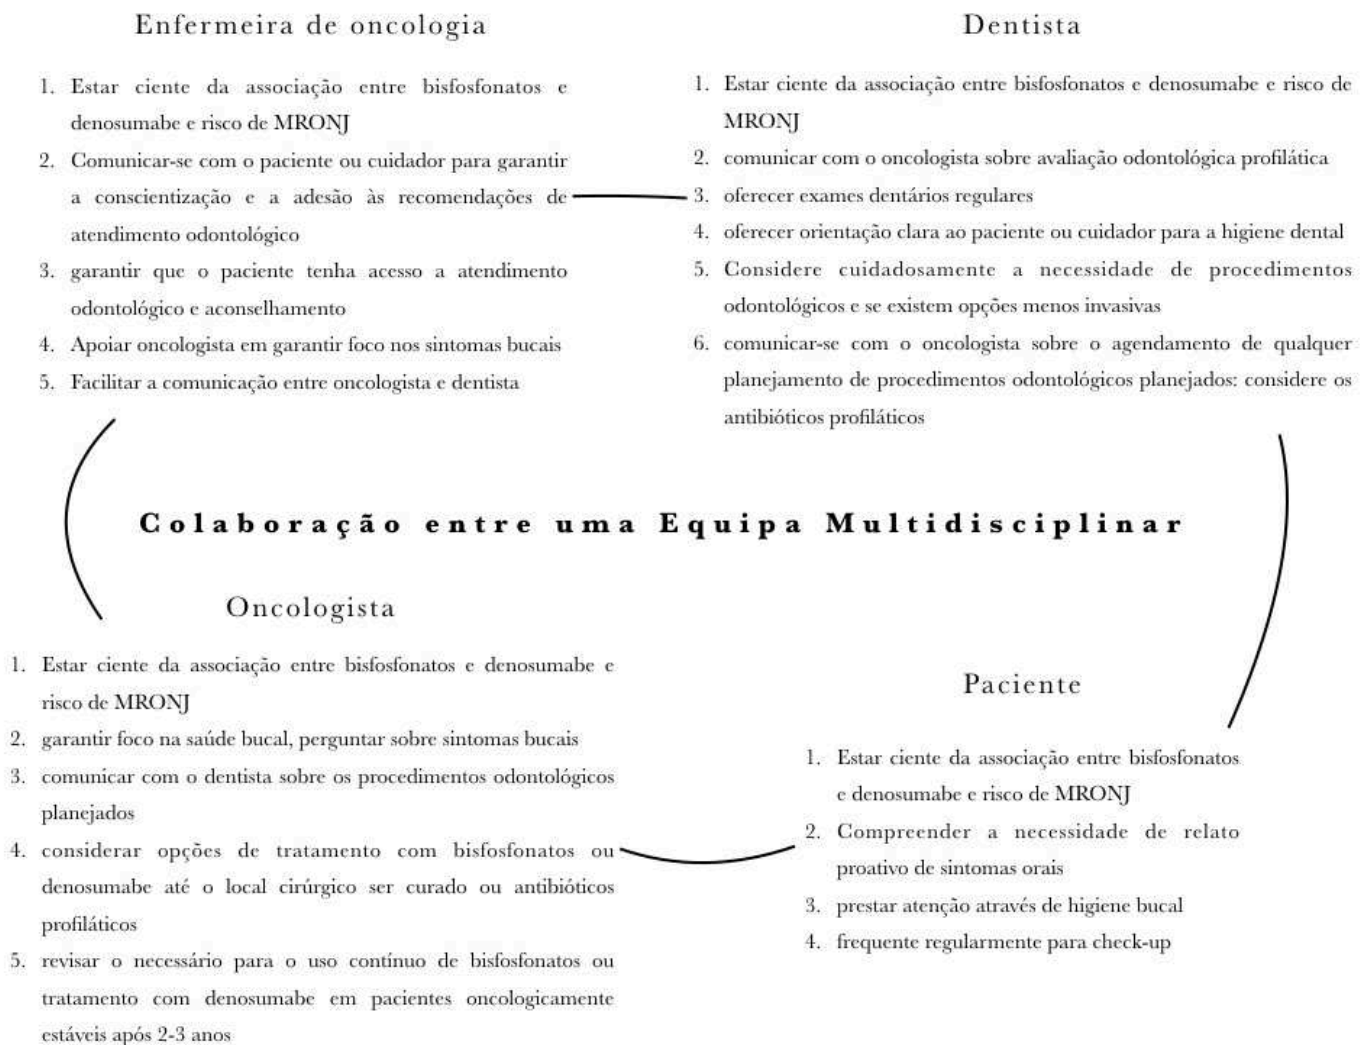 Enfermeira de oncologia
1. Estar ciente da associação entre bisfosfonatos e
denosumabe e risco de MRONJ
2. Comunicar-se com o paciente ou cuidador para garantir
a conscientização e a adesão às recomendações de
atendimento odontológico
3. garantir que o paciente tenha acesso a atendimento
odontológico e aconselhamento
4. Apoiar oncologista em garantir foco nos sintomas bucais
5. Facilitar a comunicação entre oncologista e dentista
Dentista
1. Estar ciente da associação entre bisfosfonatos e denosumabe e risco de
MRONJ
2. comunicar com o oncologista sobre avaliação odontológica profilática
3. oferecer exames dentários regulares
4. oferecer orientação clara ao paciente ou cuidador para a higiene dental
5. Considere cuidadosamente a necessidade de procedimentos
odontológicos e se existem opções menos invasivas
6. comunicar-se com o oncologista sobre o agendamento de qualquer
planejamento de procedimentos odontológicos planejados: considere os
antibióticos profiláticos
Colaboração entre uma Equipa Multidisciplinar
Oncologista
1. Estar ciente da associação entre bisfosfonatos e denosumabe e
risco de MRONJ
2. garantir foco na saúde bucal, perguntar sobre sintomas bucais
3. comunicar com o dentista sobre os procedimentos odontológicos
planejados
4. considerar opções de tratamento com bisfosfonatos ou
denosumabe até o local cirúrgico ser curado ou antibióticos
profiláticos
5. revisar o necessário para o uso contínuo de bisfosfonatos ou
tratamento com denosumabe em pacientes oncologicamente
estáveis após 2-3 anos
Paciente
1. Estar ciente da associação entre bisfosfonatos
e denosumabe e risco de MRONJ
2. Compreender a necessidade de relato
proativo de sintomas orais
3. prestar atenção através de higiene bucal
4. frequente regularmente para check-up